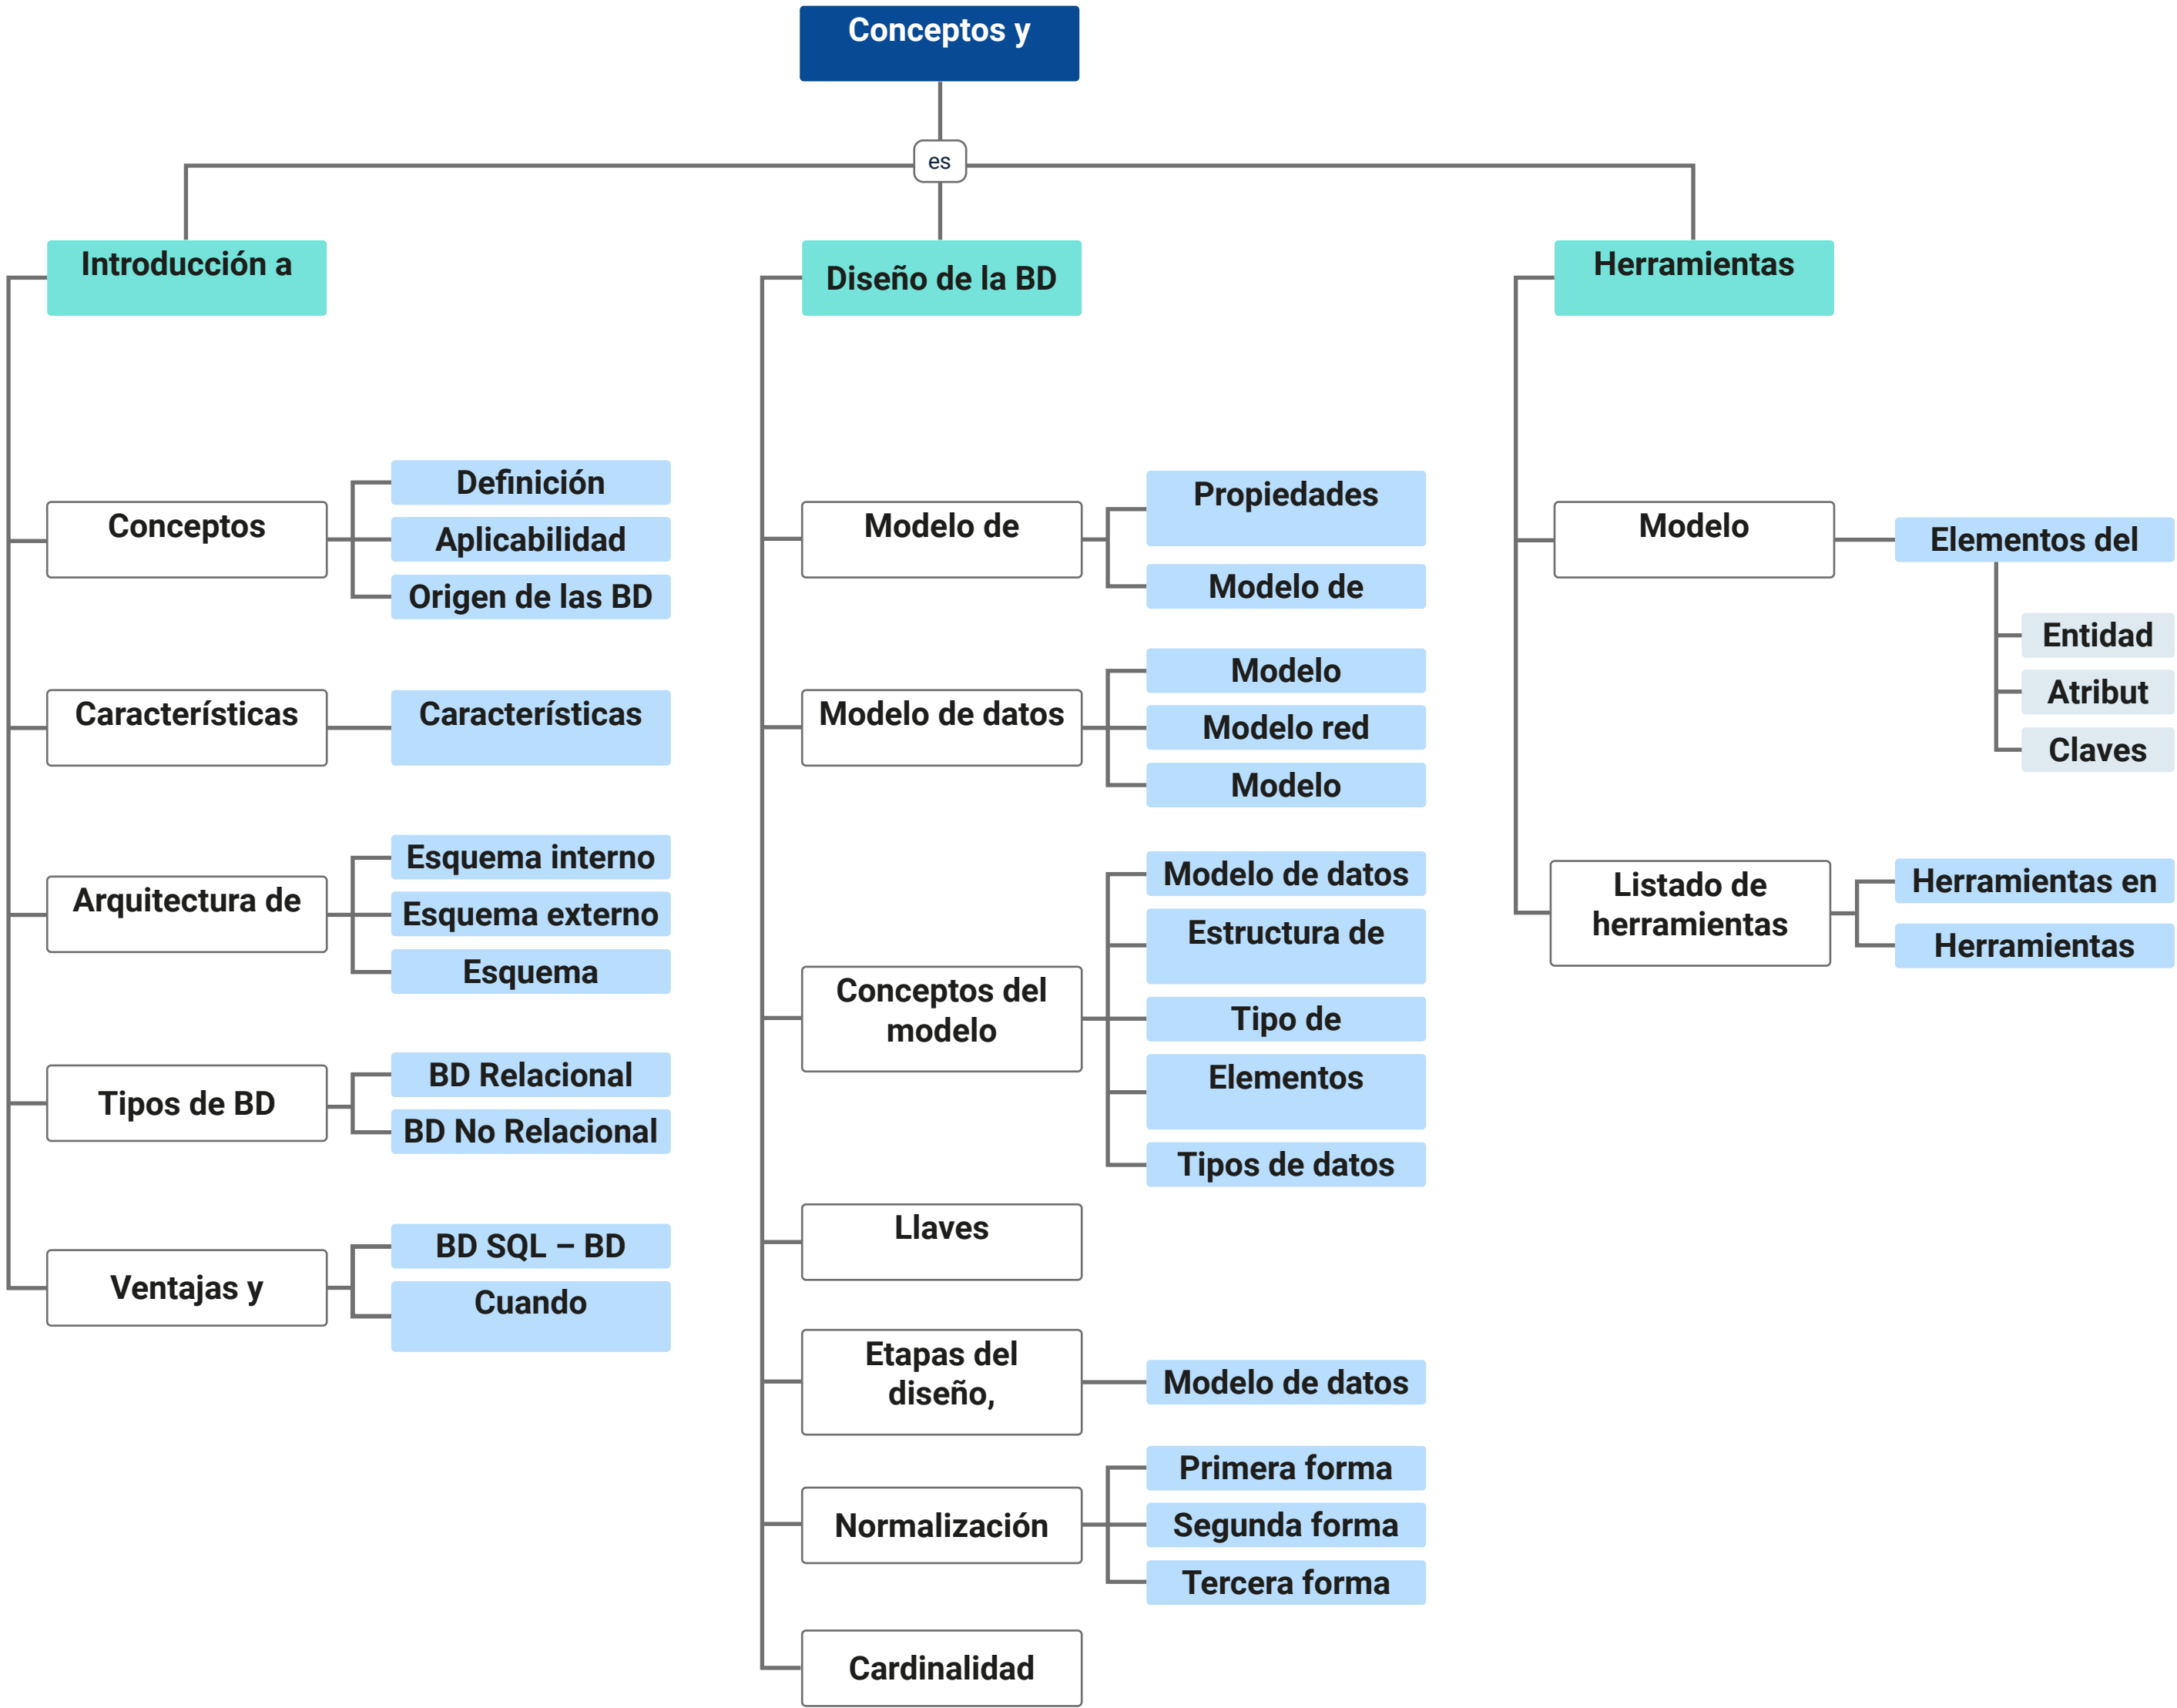 Conceptos y
es
Introducción a
Conceptos
Definición
Aplicabilidad
Origen de las BD
Características
Características
Arquitectura de
Esquema interno
Esquema externo
Esquema
Tipos de BD
BD Relacional
BD No Relacional
Ventajas y
BD SQL – BD
Cuando
Diseño de la BD
Modelo de
Propiedades
Modelo de
Modelo de datos
Modelo
Modelo red
Modelo
Conceptos del
modelo
Modelo de datos
Estructura de
Tipo de
Elementos
Tipos de datos
Llaves
Etapas del
diseño,
Modelo de datos
Normalización
Primera forma
Segunda forma
Tercera forma
Cardinalidad
Herramientas
Modelo
Elementos del
Entidad
Atribut
Claves
Listado de
herramientas
Herramientas en
Herramientas